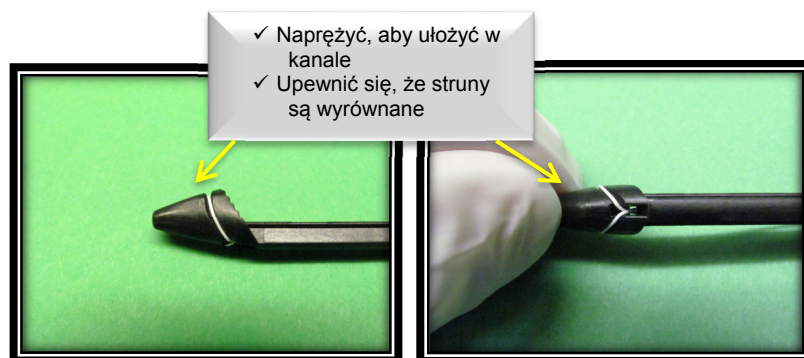 ✓ Naprężyć, aby ułożyć w
kanale
✓ Upewnić się, że struny
są wyrównane